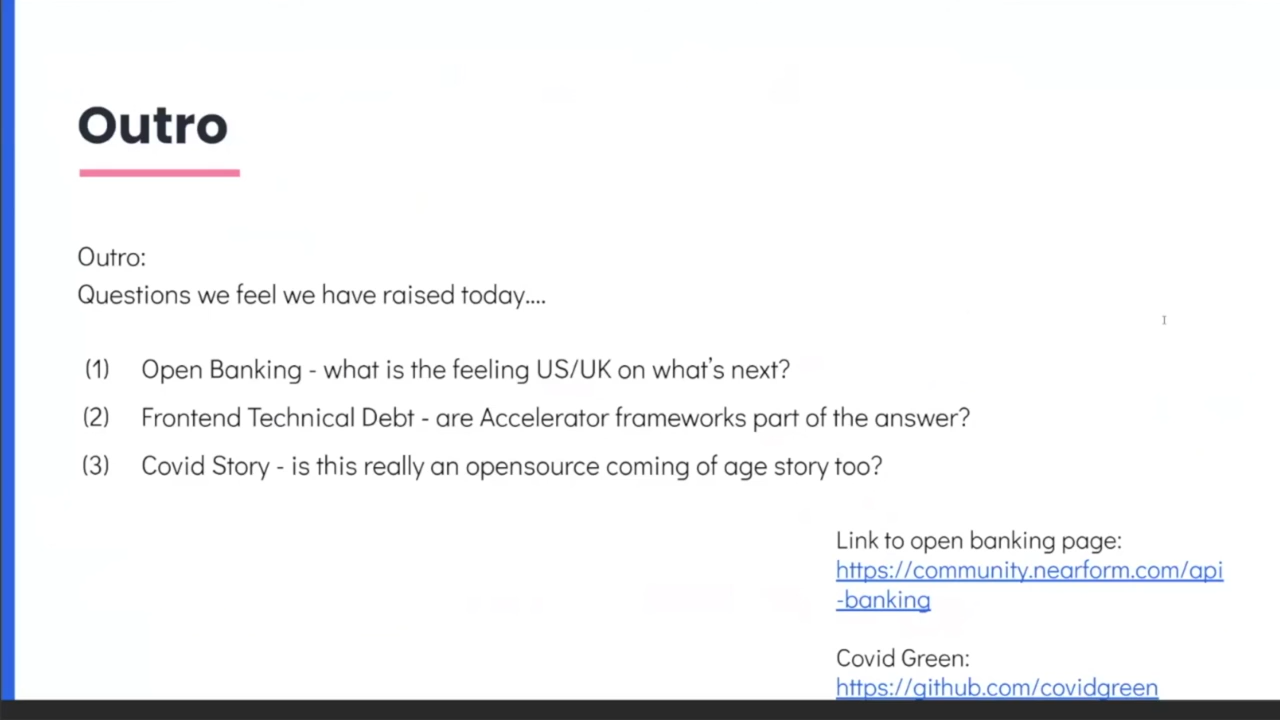 Outro
Outro:
Questions we feel we have raised today....
(1) Open Banking - what is the feeling US/UK on what's next?
(2) Frontend Technical Debt - are Accelerator frameworks part of the answer?
(3) Covid Story - is this really an opensource coming of age story too?
Link to open banking page:
https://community.nearform.com/api
-banking
Covid Green:
https://github.com/covidgreen